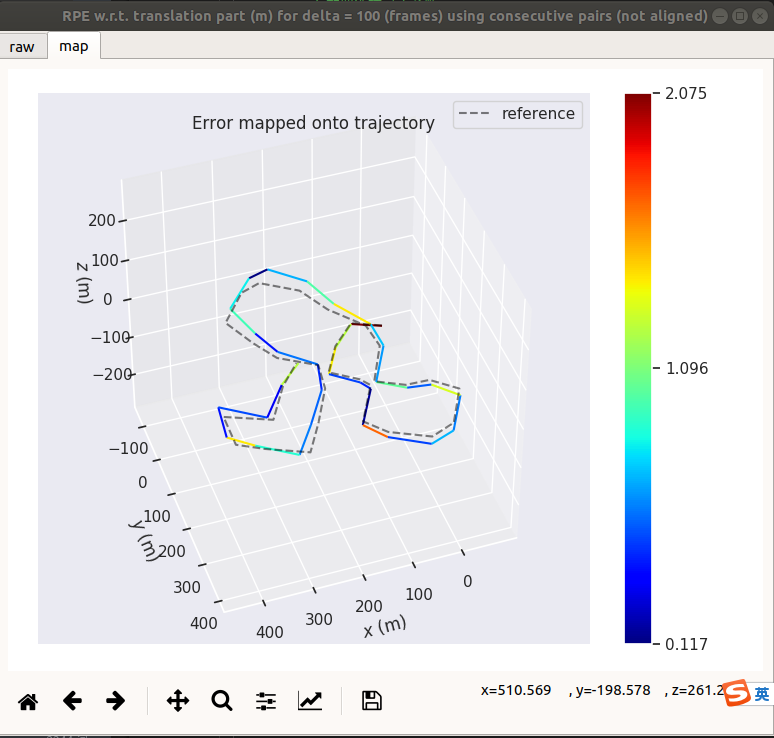 RPE w.r.t. translation part (m) for delta = 100 (frames) using consecutive pairs (not aligned)
raw
map
Error mapped onto trajectory
reference
2.075
1.096
0.117
200
100
0
−100
−200
z (m)
−100
0
100
200
300
400
y (m)
400
300
200
100
0
x (m)
x=510.569 , y=-198.578 , z=261.2
S英